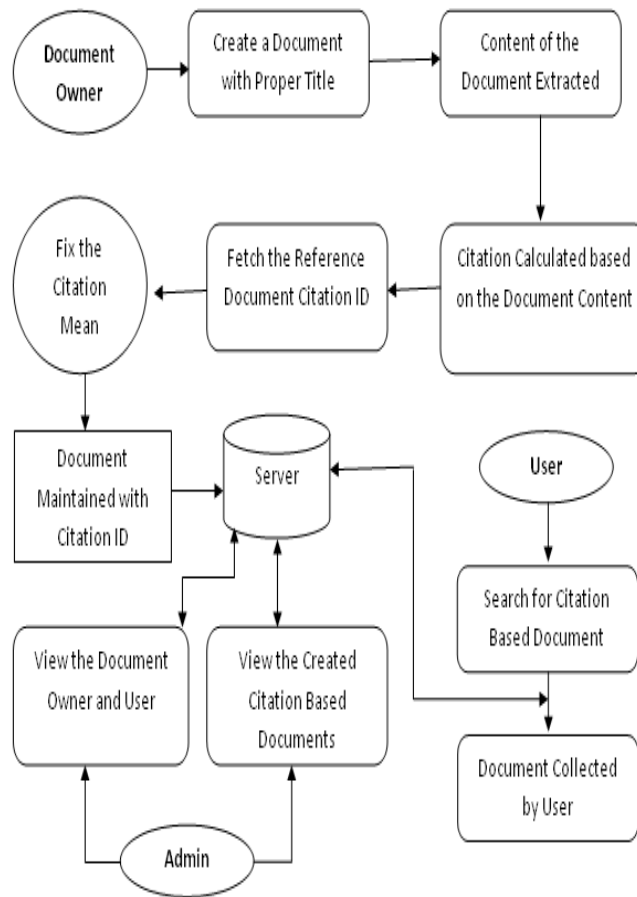 Document
Owner
Create a Document
with Proper Title
Content of the
Document Extracted
Fix the
Citation
Mean
Fetch the Reference
Document Citation ID
Citation Calculated based
on the Document Content
Document
Maintained with
Citation ID
Server
User
Search for Citation
Based Document
View the Document
Owner and User
View the Created
Citation Based
Documents
Document Collected
by User
Admin